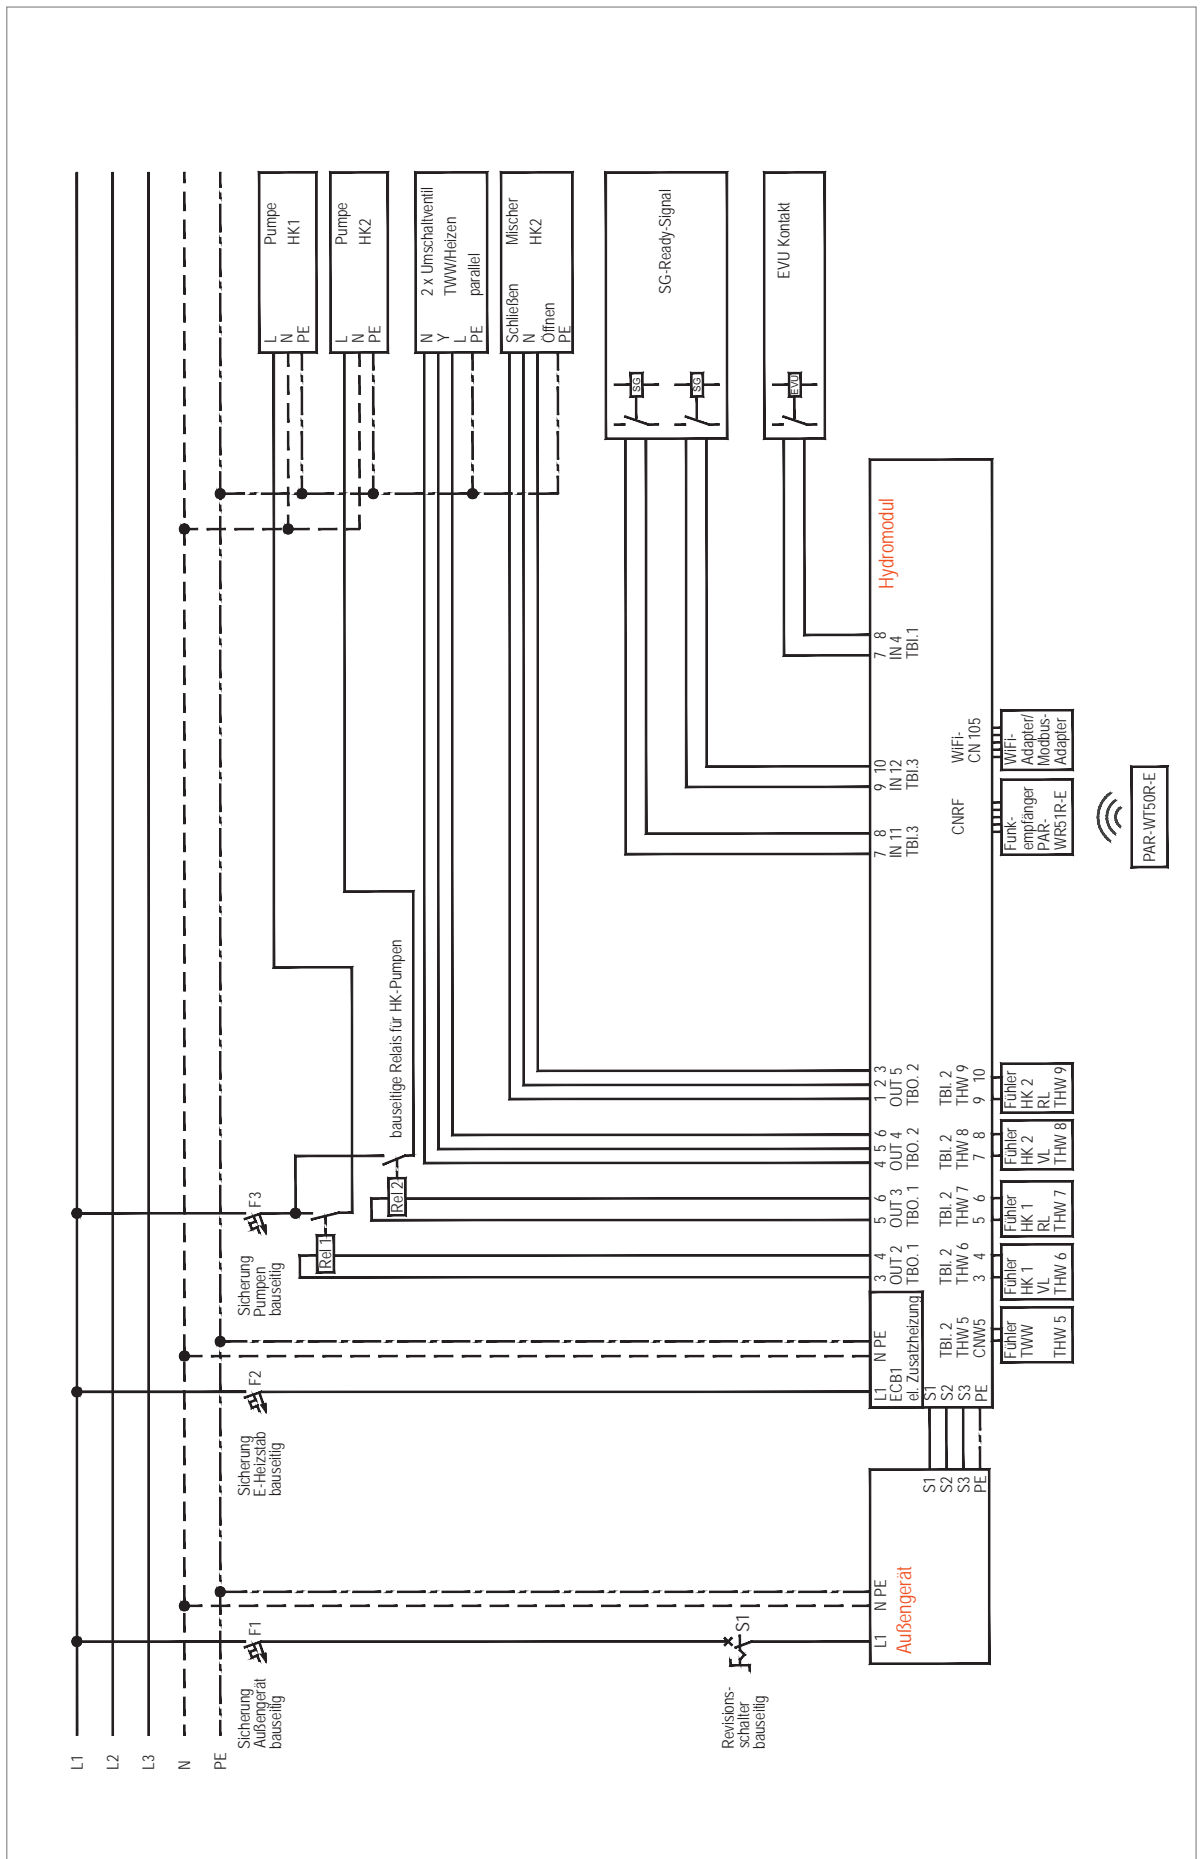 L1
L2
L3
N
PE
Sicherung
Außengerät
bauseitig
F1
Sicherung
E-Heizstab
bauseitig
F2
Sicherung
Pumpen
bauseitig
F3
Pumpe
HK1
L
N
PE
Pumpe
HK2
L
N
PE
2 x Umschaltventil
TWW/Heizen
parallel
N
Y
L
PE
Mischer
HK2
Schließen
N
Öffnen
PE
SG-Ready-Signal
SG
SG
EVU Kontakt
EVU
Rel 1
Rel 2
bauseitige Relais für HK-Pumpen
Revisions-
schalter
bauseitig
S1
Außengerät
L1
N PE
S1
S2
S3
PE
Hydromodul
L1
N PE
ECB1
el. Zusatzheizung
S1
S2
S3
PE
3 4
OUT 2
TBO. 1
5 6
OUT 3
TBO. 1
4 5 6
OUT 4
TBO. 2
1 2 3
OUT 5
TBO. 2
7 8
IN 11
TBI.3
9 10
IN 12
TBI.3
7 8
IN 4
TBI.1
TBI. 2
THW 5
CNW5
TBI. 2
THW 6
3 4
TBI. 2
THW 7
5 6
TBI. 2
THW 8
7 8
TBI. 2
THW 9
9 10
CNRF
WiFi-
CN 105
Fühler
TWW
THW 5
Fühler
HK 1
VL
THW 6
Fühler
HK 1
RL
THW 7
Fühler
HK 2
VL
THW 8
Fühler
HK 2
RL
THW 9
Funk-
empfänger
PAR-
WR51R-E
WiFi-
Adapter/
Modbus-
Adapter
PAR-WT50R-E